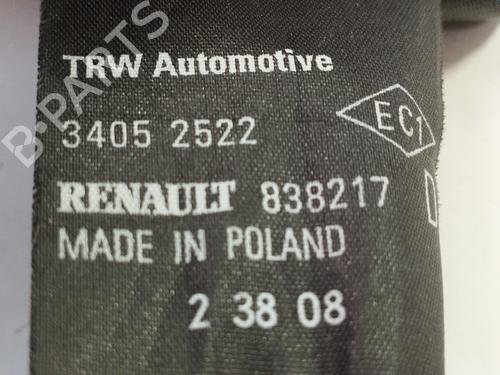 TRW Automotive
3405 2522
EC1
RENAULT 838217
MADE IN POLAND
2 38 08
B-PARTS